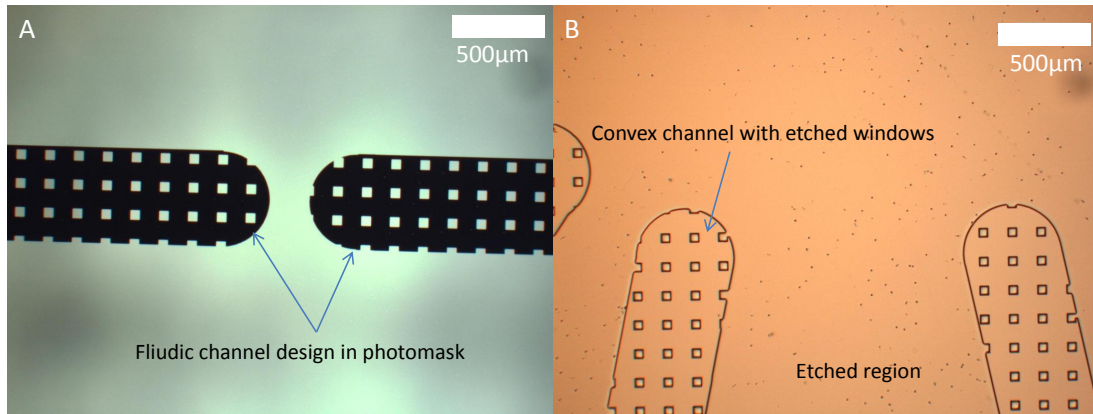 A
500µm
Fliudic channel design in photomask
B
500µm
Convex channel with etched windows
Etched region